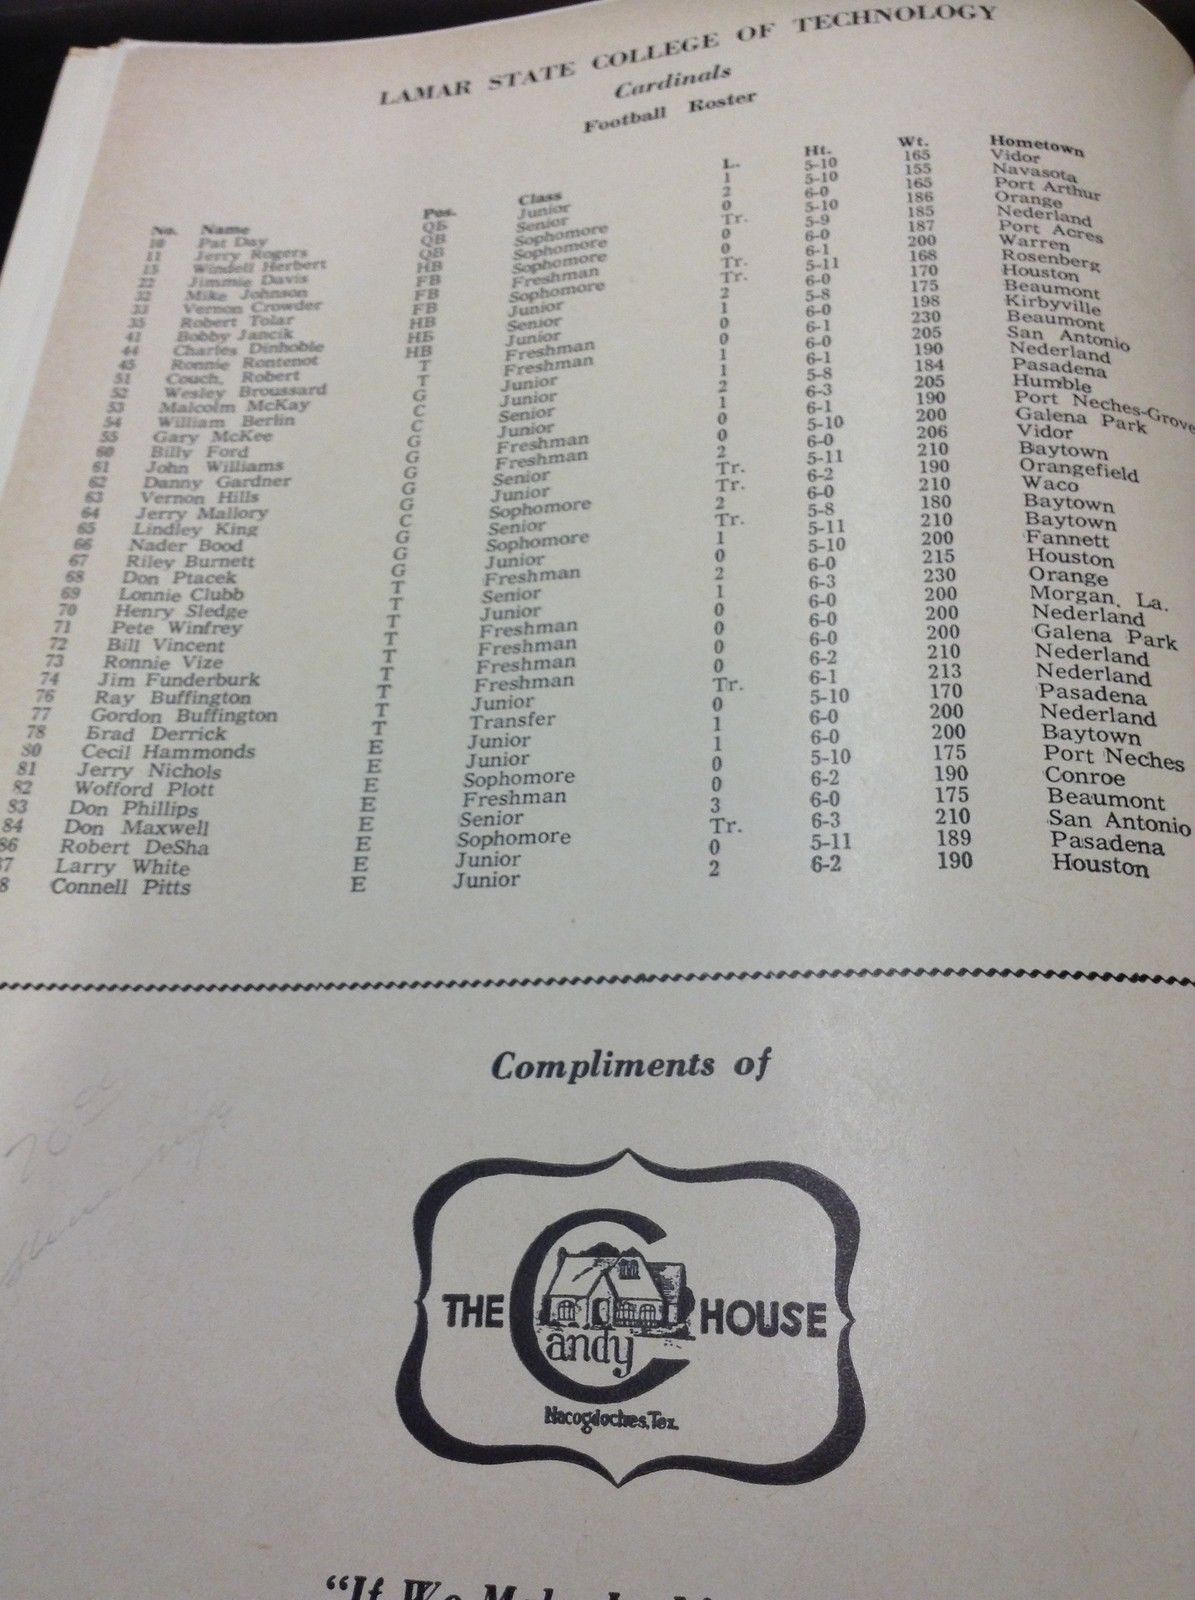 LAMAR STATE COLLEGE OF TECHNOLOGY
Cardinals
Football Roster
No. Name Pos. Class L. Ht. Wt. Hometown
10 Pat Day QB Junior 1 5-10 165 Vidor
11 Jerry Rogers QB Senior 2 5-10 155 Navasota
15 Windell Herbert QB Sophomore 0 6-0 165 Port Arthur
22 Jimmie Davis HB Sophomore Tr. 5-10 186 Orange
32 Mike Johnson FB Sophomore 0 5-9 185 Nederland
33 Vernon Crowder FB Freshman 0 6-0 187 Port Acres
35 Robert Tolar FB Sophomore Tr. 6-1 200 Warren
41 Bobby Jancik HB Junior Tr. 5-11 168 Rosenberg
44 Charles Dinhoble HB Senior 2 6-0 170 Houston
45 Ronnie Rontenot HB Junior 1 5-8 175 Beaumont
51 Couch, Robert T Freshman 0 6-0 198 Kirbyville
52 Wesley Broussard T Freshman 0 6-1 230 Beaumont
53 Malcolm McKay G Junior 1 6-0 205 San Antonio
54 William Berlin C Junior 1 6-1 190 Nederland
55 Gary McKee C Senior 2 5-8 184 Pasadena
60 Billy Ford G Junior 1 6-3 205 Humble
61 John Williams G Freshman 0 6-1 190 Port Neches-Grove
62 Danny Gardner G Freshman 0 5-10 200 Galena Park
63 Vernon Hills G Senior 2 6-0 206 Vidor
64 Jerry Mallory G Junior Tr. 5-11 210 Baytown
65 Lindley King C Sophomore Tr. 6-2 190 Orangefield
66 Nader Bood G Senior 2 6-0 210 Waco
67 Riley Burnett G Sophomore Tr. 5-8 180 Baytown
68 Don Ptacek G Junior 1 5-11 210 Baytown
69 Lonnie Clubb T Freshman 0 5-10 200 Fannett
70 Henry Sledge T Senior 2 6-0 215 Houston
71 Pete Winfrey T Junior 1 6-3 230 Orange
72 Bill Vincent T Freshman 0 6-0 200 Morgan, La.
73 Ronnie Vize T Freshman 0 6-0 200 Nederland
74 Jim Funderburk T Freshman 0 6-0 200 Galena Park
76 Ray Buffington T Freshman 0 6-2 210 Nederland
77 Gordon Buffington T Junior Tr. 6-1 213 Nederland
78 Brad Derrick T Transfer 0 5-10 170 Pasadena
80 Cecil Hammonds E Junior 1 6-0 200 Nederland
81 Jerry Nichols E Junior 1 6-0 200 Baytown
82 Wofford Plott E Sophomore 0 5-10 175 Port Neches
83 Don Phillips E Freshman 0 6-2 190 Conroe
84 Don Maxwell E Senior 3 6-0 175 Beaumont
86 Robert DeSha E Sophomore Tr. 6-3 210 San Antonio
87 Larry White E Junior 0 5-11 189 Pasadena
8 Connell Pitts E Junior 2 6-2 190 Houston
Compliments of
THE Candy HOUSE
Nacogdoches, Tex.
"If We